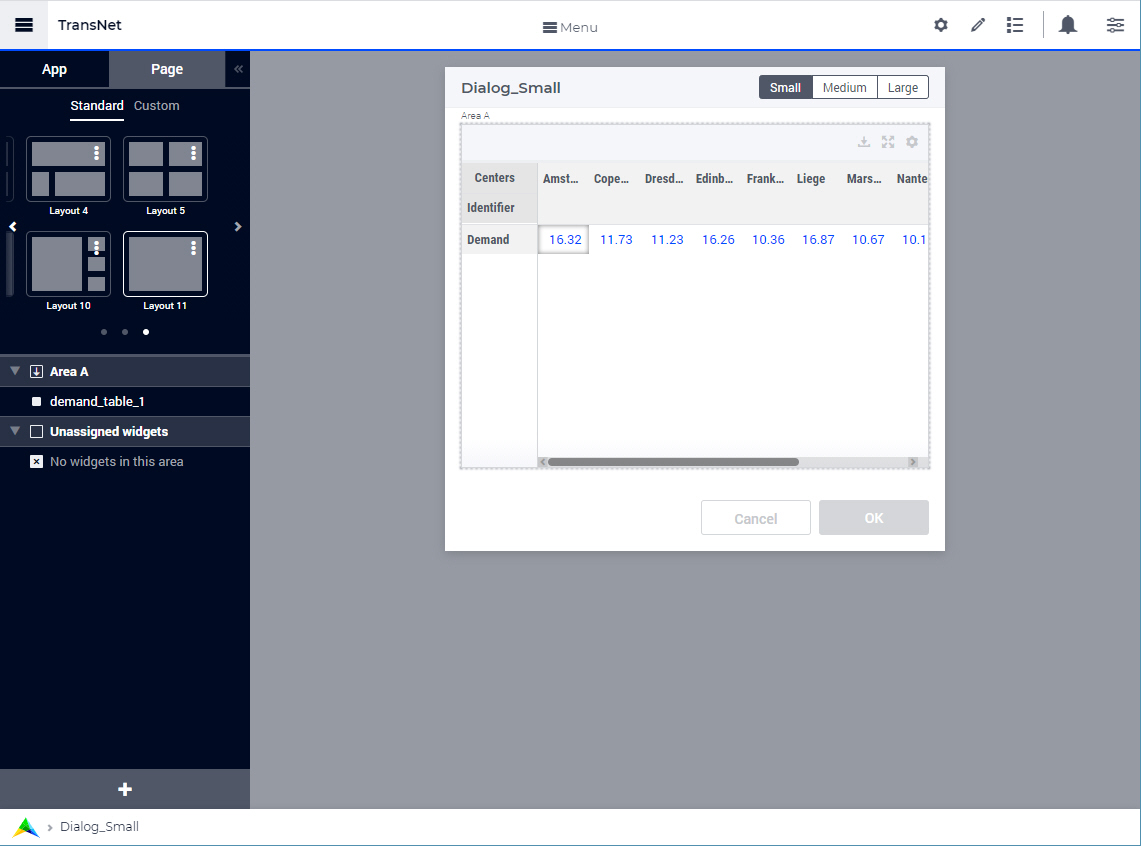 TransNet
Menu
App Page
Standard Custom
Layout 4 Layout 5
Layout 10 Layout 11
Area A
demand_table_1
Unassigned widgets
No widgets in this area
Dialog_Small
Small Medium Large
Area A
Centers Amst... Cope... Dresd... Edinb... Frank... Liege Mars... Nante
Identifier
Demand 16.32 11.73 11.23 16.26 10.36 16.87 10.67 10.1
Cancel OK
Dialog_Small